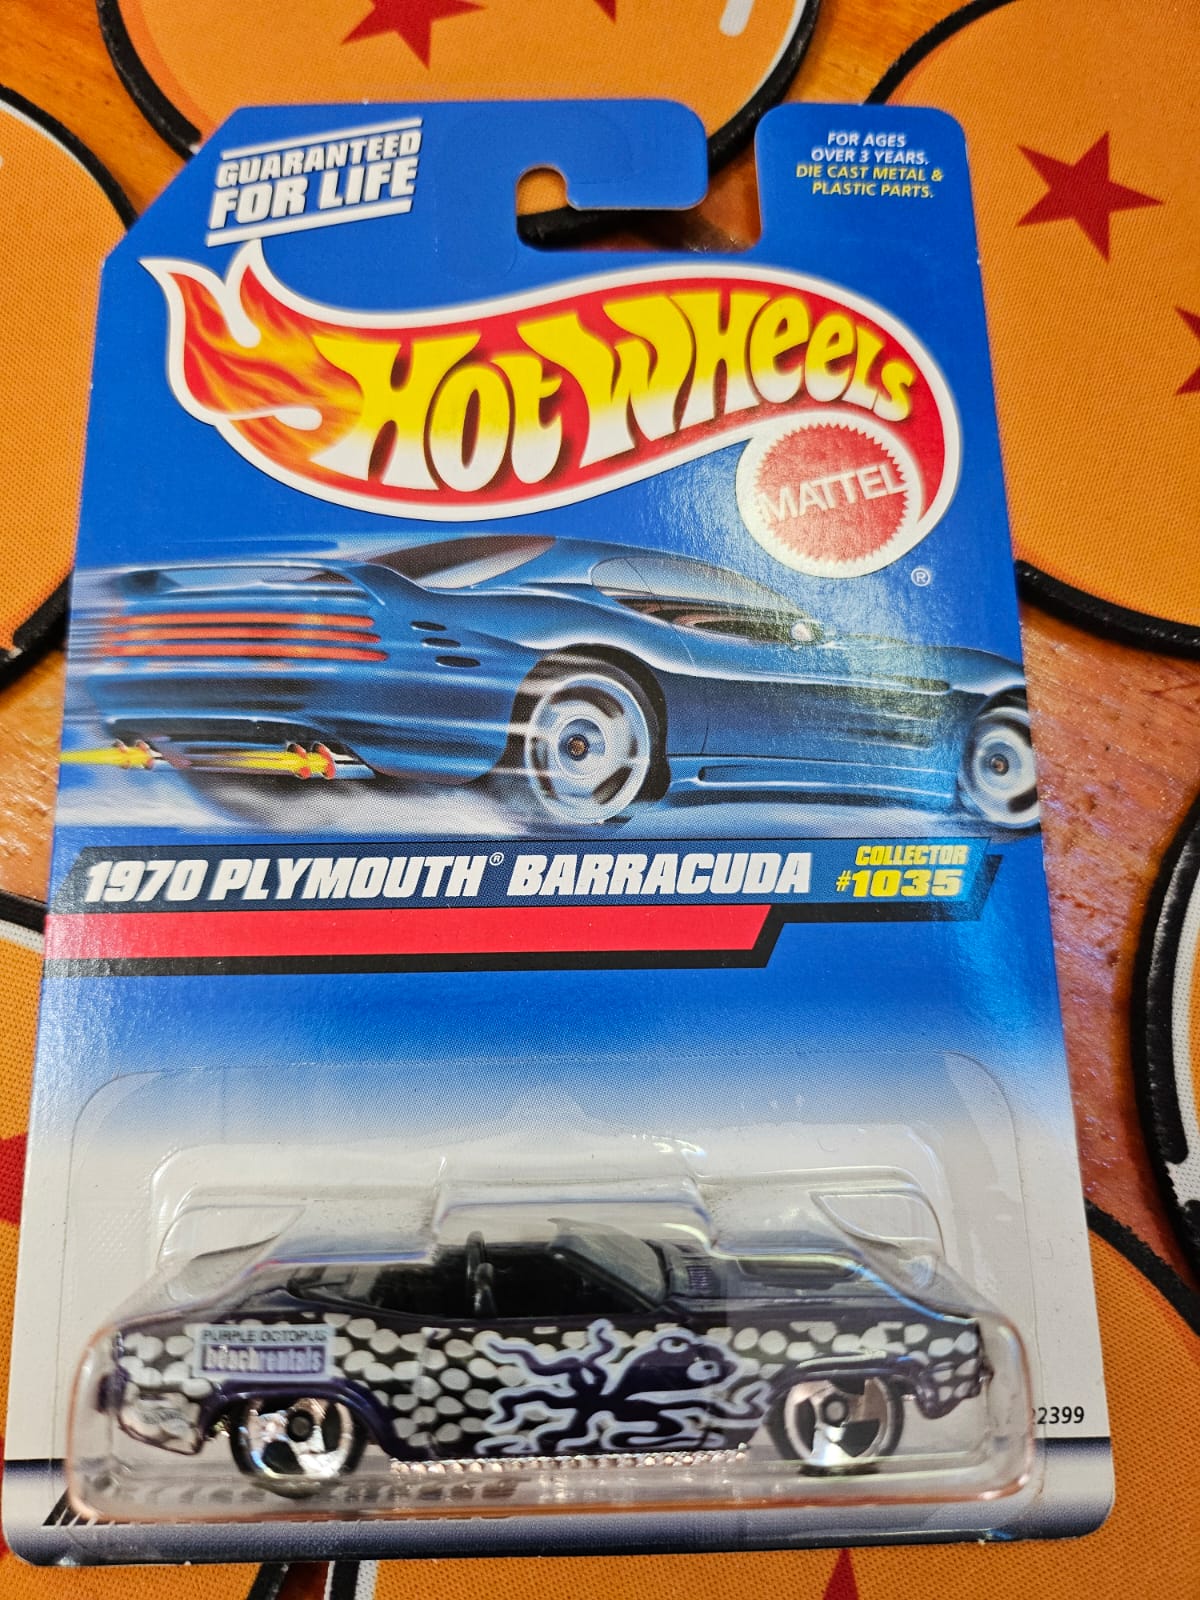 GUARANTEED
FOR LIFE
FOR AGES
OVER 3 YEARS.
DIE CAST METAL &
PLASTIC PARTS.
HOT WHEELS
MATTEL
®
1970 PLYMOUTH® BARRACUDA
COLLECTOR
#1035
PURPLE OCTOPUS
beachrentals
22399